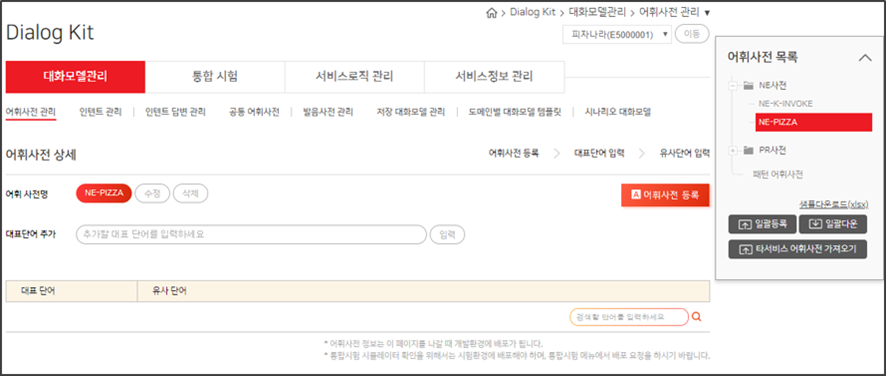 > Dialog Kit > 대화모델관리 > 어휘사전 관리 ▼
Dialog Kit
피자나라(E5000001) ▼ 이동
대화모델관리 통합 시험 서비스로직 관리 서비스정보 관리
어휘사전 관리 | 인텐트 관리 | 인텐트 답변 관리 | 공통 어휘사전 | 발음사전 관리 | 저장 대화모델 관리 | 도메인별 대화모델 템플릿 | 시나리오 대화모델
어휘사전 상세
어휘사전 등록 > 대표단어 입력 > 유사단어 입력
어휘 사전명 NE-PIZZA 수정 삭제
A 어휘사전 등록
대표단어 추가 추가할 대표 단어를 입력하세요 입력
대표 단어 유사 단어
검색할 단어를 입력하세요
* 어휘사전 정보는 이 페이지를 나갈 때 개발환경에 배포가 됩니다.
* 통합시험 시뮬레이터 확인을 위해서는 시험환경에 배포해야 하며, 통합시험 메뉴에서 배포 요청을 하시기 바랍니다.
어휘사전 목록
NE사전
NE-K-INVOKE
NE-PIZZA
PR사전
패턴 어휘사전
샘플다운로드(xlsx)
일괄등록 일괄다운
타서비스 어휘사전 가져오기